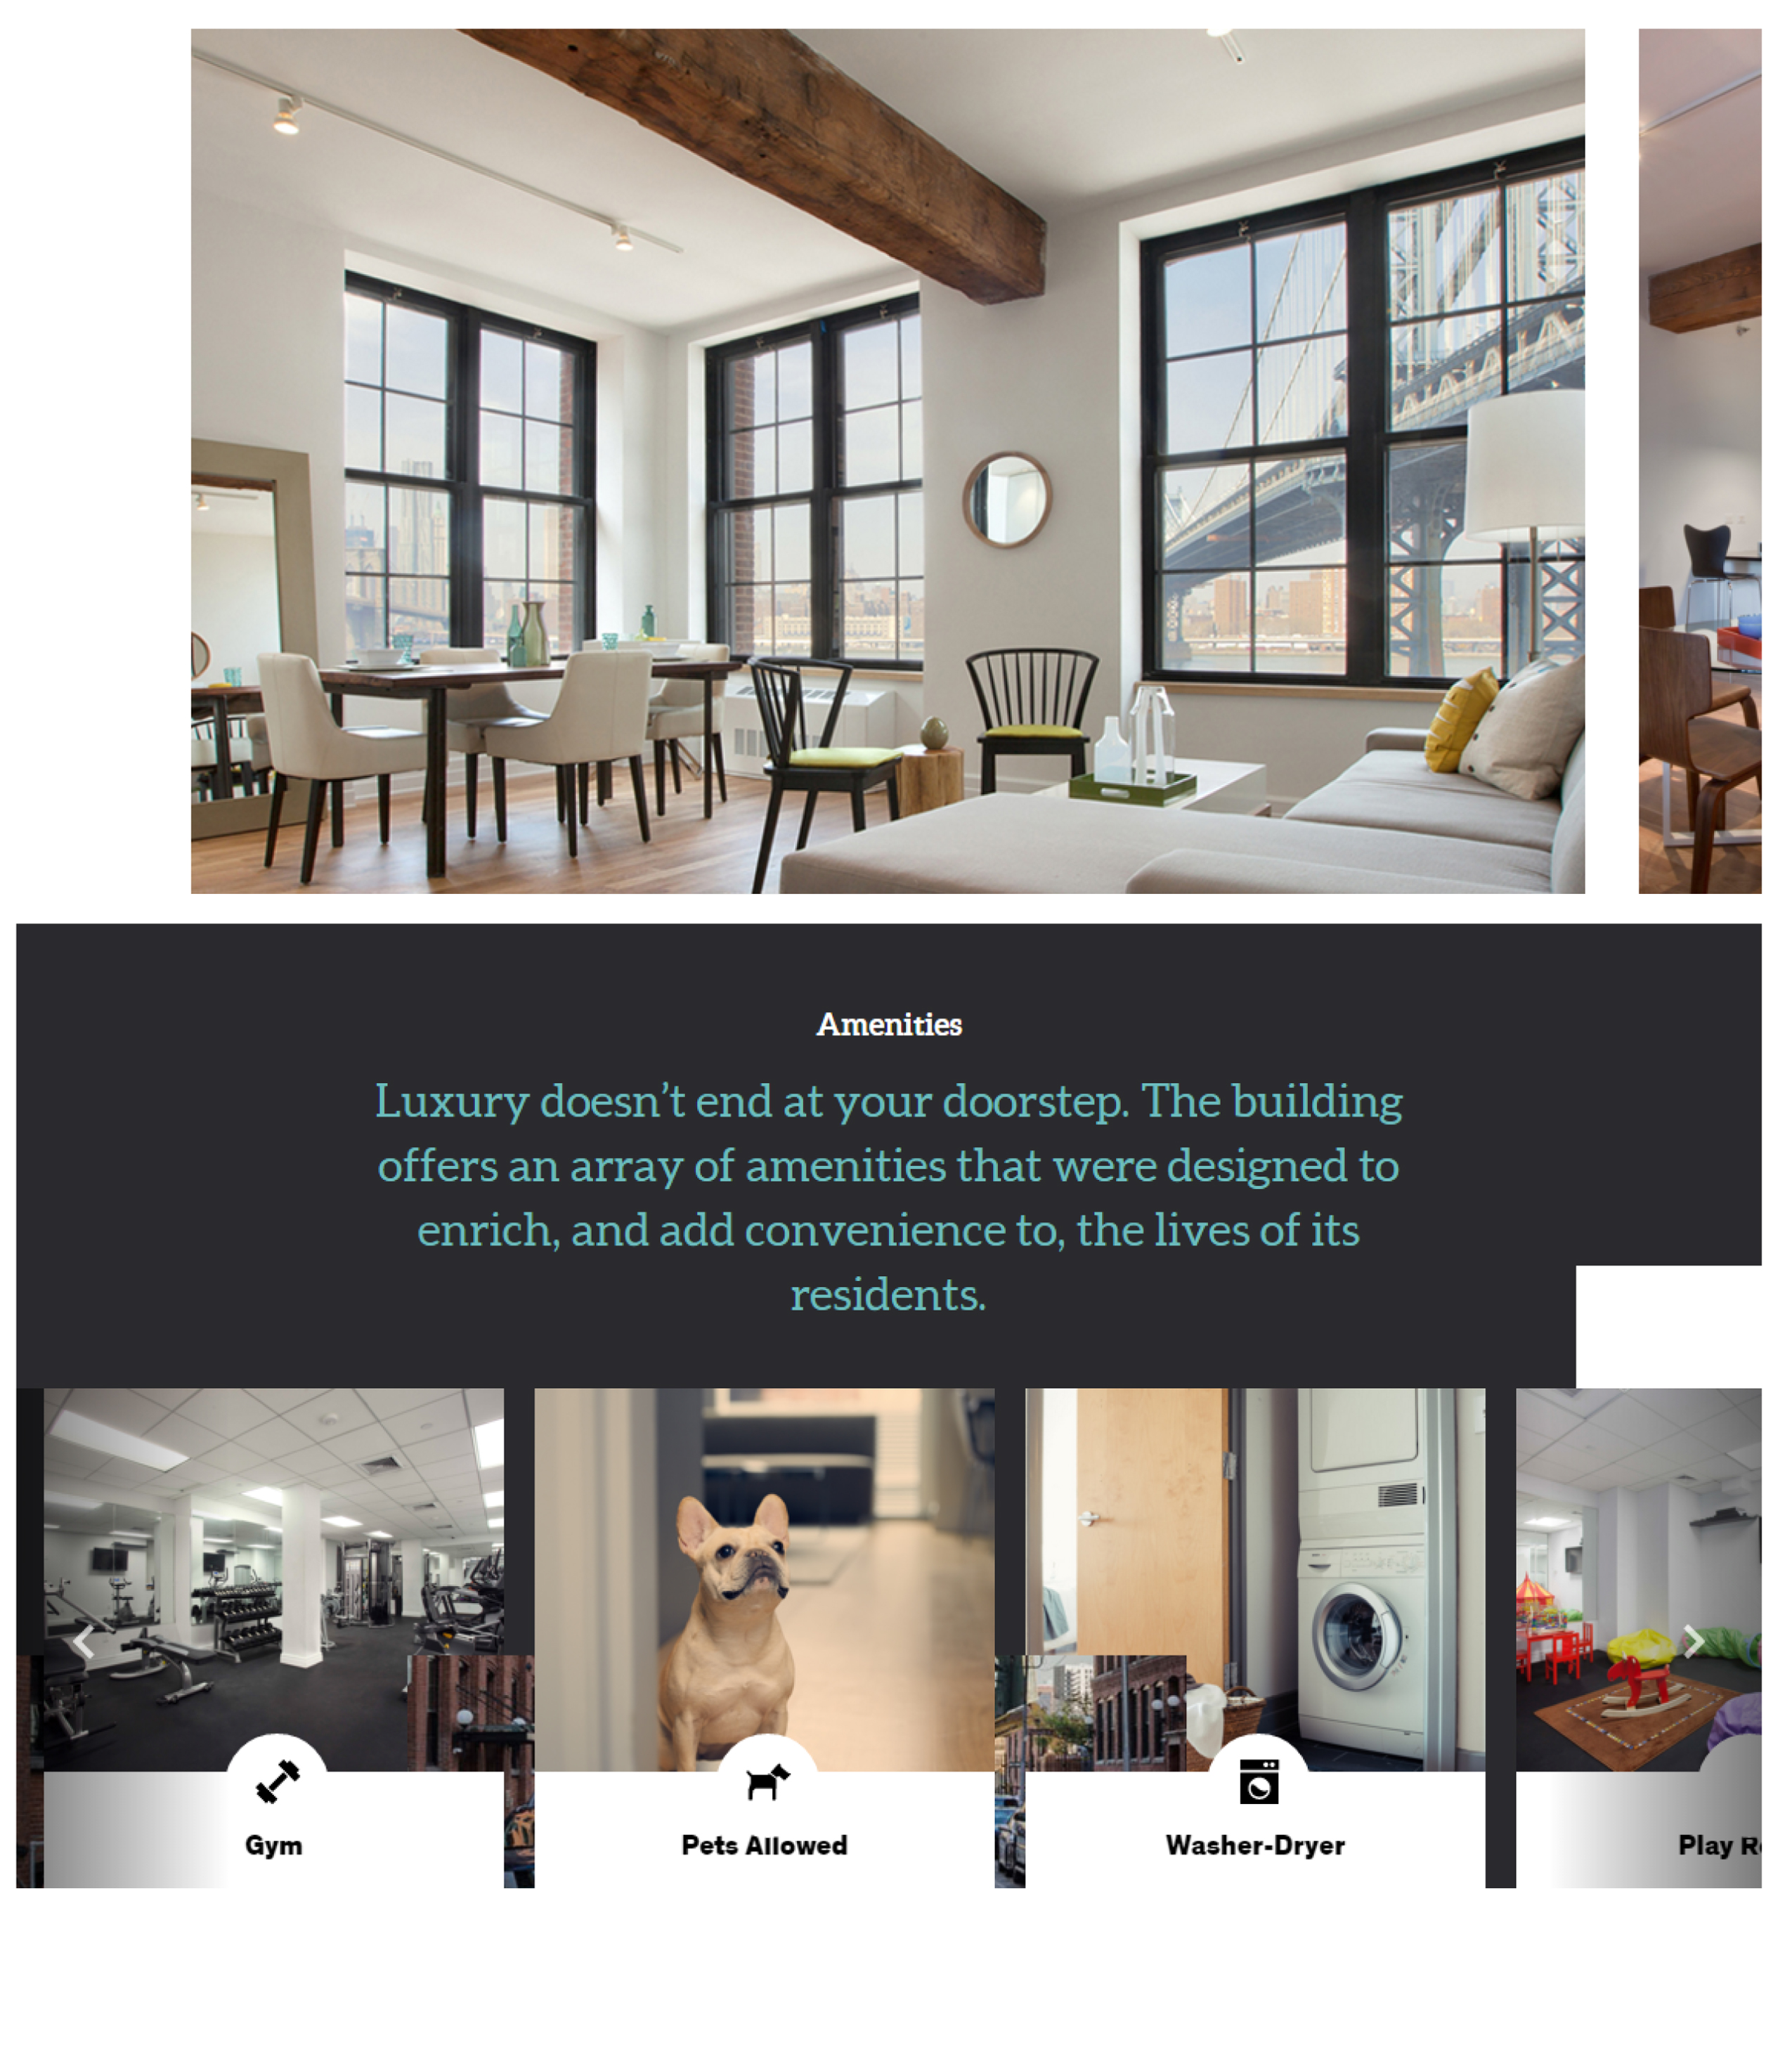 Amenities
Luxury doesn’t end at your doorstep. The building
offers an array of amenities that were designed to
enrich, and add convenience to, the lives of its
residents.
Gym
Pets Allowed
Washer-Dryer
Play